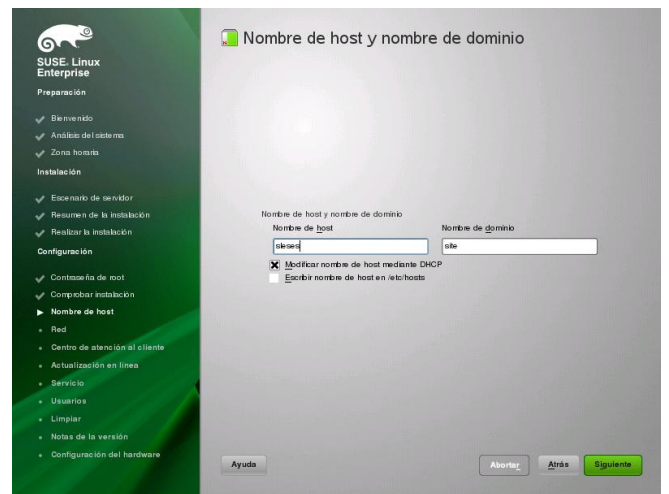 SUSE. Linux
Enterprise
Preparación
Bienvenido
Análisis del sistema
Zona horaria
Instalación
Escenario de servidor
Resumen de la instalación
Realizar la instalación
Configuración
Contraseña de root
Comprobar instalación
Nombre de host
Red
Centro de atención al cliente
Actualización en línea
Servicio
Usuarios
Limpiar
Notas de la versión
Configuración del hardware
Nombre de host y nombre de dominio
Nombre de host y nombre de dominio
Nombre de host Nombre de dominio
sleses site
Modificar nombre de host mediante DHCP
Escribir nombre de host en /etc/hosts
Ayuda Abortar Atrás Siguiente